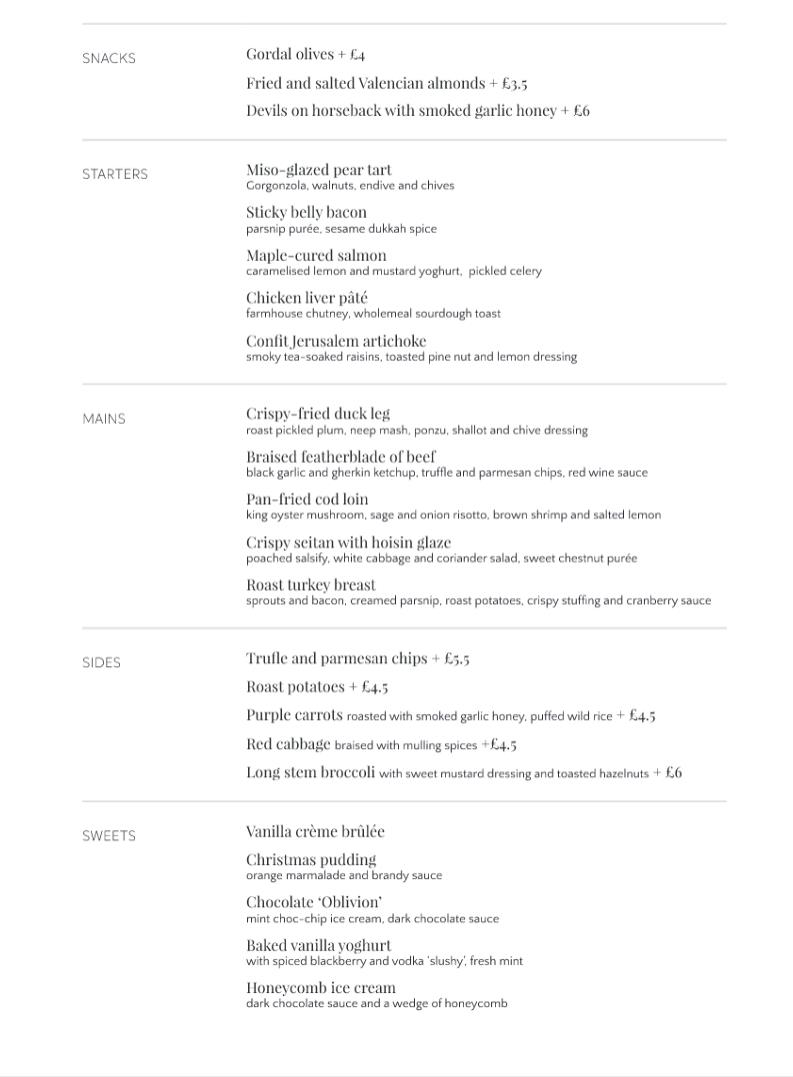 SNACKS
Gordal olives + £4
Fried and salted Valencian almonds + £3.5
Devils on horseback with smoked garlic honey + £6
STARTERS
Miso-glazed pear tart
Gorgonzola, walnuts, endive and chives
Sticky belly bacon
parsnip purée, sesame dukkah spice
Maple-cured salmon
caramelised lemon and mustard yoghurt, pickled celery
Chicken liver pâté
farmhouse chutney, wholemeal sourdough toast
Confit Jerusalem artichoke
smoky tea-soaked raisins, toasted pine nut and lemon dressing
MAINS
Crispy-fried duck leg
roast pickled plum, neep mash, ponzu, shallot and chive dressing
Braised featherblade of beef
black garlic and gherkin ketchup, truffle and parmesan chips, red wine sauce
Pan-fried cod loin
king oyster mushroom, sage and onion risotto, brown shrimp and salted lemon
Crispy seitan with hoisin glaze
poached salsify, white cabbage and coriander salad, sweet chestnut purée
Roast turkey breast
sprouts and bacon, creamed parsnip, roast potatoes, crispy stuffing and cranberry sauce
SIDES
Trufle and parmesan chips + £5.5
Roast potatoes + £4.5
Purple carrots roasted with smoked garlic honey, puffed wild rice + £4.5
Red cabbage braised with mulling spices +£4.5
Long stem broccoli with sweet mustard dressing and toasted hazelnuts + £6
SWEETS
Vanilla crème brûlée
Christmas pudding
orange marmalade and brandy sauce
Chocolate ‘Oblivion’
mint choc-chip ice cream, dark chocolate sauce
Baked vanilla yoghurt
with spiced blackberry and vodka ‘slushy’, fresh mint
Honeycomb ice cream
dark chocolate sauce and a wedge of honeycomb